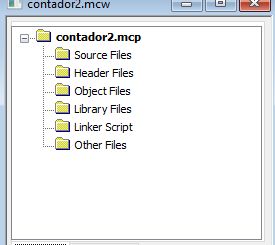 contador2.mcw
contador2.mcp
Source Files
Header Files
Object Files
Library Files
Linker Script
Other Files